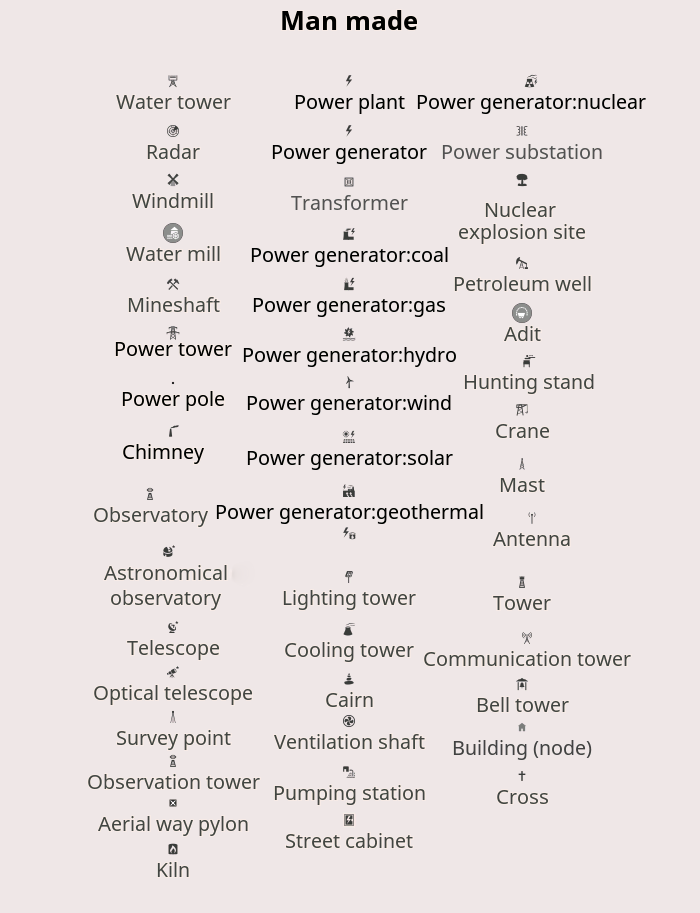 Man made
Water tower
Radar
Windmill
Water mill
Mineshaft
Power tower
Power pole
Chimney
Observatory
Astronomical
observatory
Telescope
Optical telescope
Survey point
Observation tower
Aerial way pylon
Kiln
Power plant
Power generator
Transformer
Power generator:coal
Power generator:gas
Power generator:hydro
Power generator:wind
Power generator:solar
Power generator:geothermal
Lighting tower
Cooling tower
Cairn
Ventilation shaft
Pumping station
Street cabinet
Power generator:nuclear
Power substation
Nuclear
explosion site
Petroleum well
Adit
Hunting stand
Crane
Mast
Antenna
Tower
Communication tower
Bell tower
Building (node)
Cross